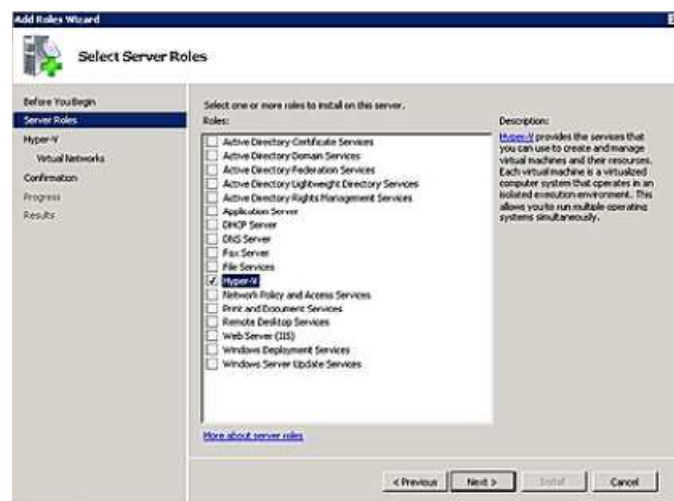 Add Roles Wizard
Select Server Roles
Before You Begin
Server Roles
Hyper-V
Virtual Networks
Confirmation
Progress
Results
Select one or more roles to install on this server.
Roles:
Active Directory Certificate Services
Active Directory Domain Services
Active Directory Federation Services
Active Directory Lightweight Directory Services
Active Directory Rights Management Services
Application Server
DHCP Server
DNS Server
Fax Server
File Services
Hyper-V
Network Policy and Access Services
Print and Document Services
Remote Desktop Services
Web Server (IIS)
Windows Deployment Services
Windows Server Update Services
More about server roles
Description:
Hyper-V provides the services that
you can use to create and manage
virtual machines and their resources.
Each virtual machine is a virtualized
computer system that operates in an
isolated execution environment. This
allows you to run multiple operating
systems simultaneously.
< Previous
Next >
Install
Cancel